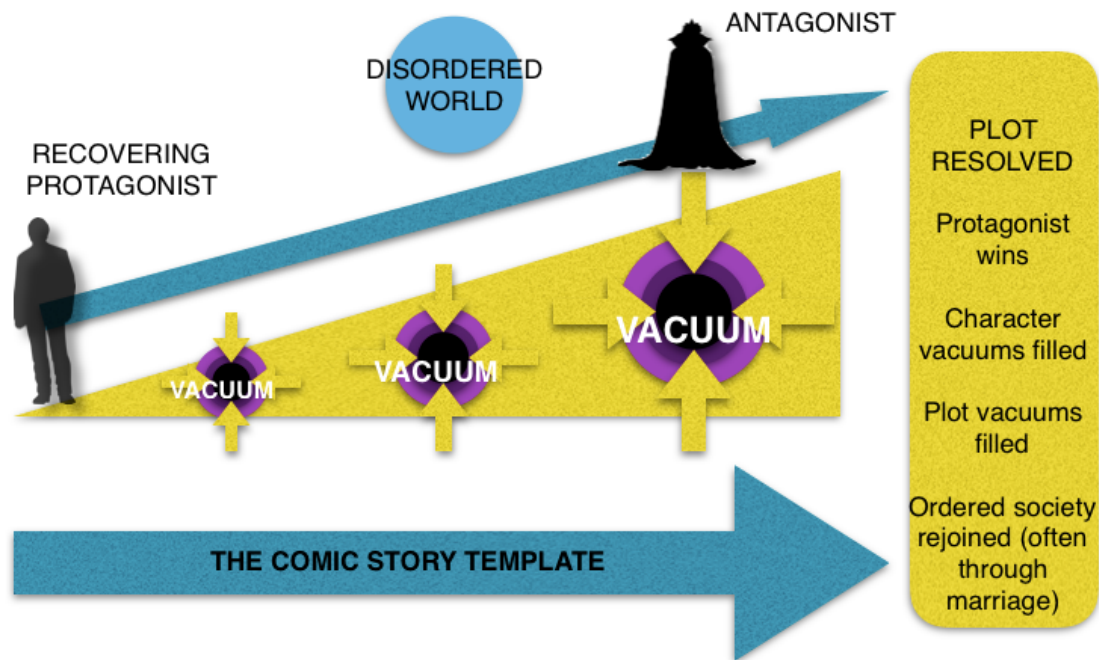 ANTAGONIST
DISORDERED
WORLD
RECOVERING
PROTAGONIST
VACUUM
VACUUM
VACUUM
THE COMIC STORY TEMPLATE
PLOT
RESOLVED
Protagonist
wins
Character
vacuums filled
Plot vacuums
filled
Ordered society
rejoined (often
through
marriage)